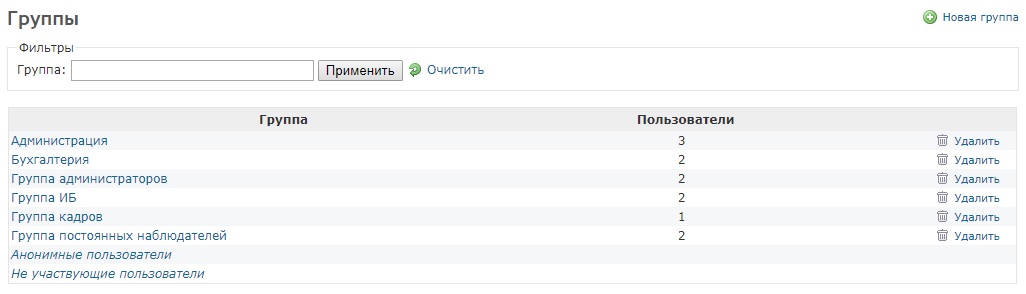 Группы Новая группа
Фильтры
Группа: Применить Очистить
Группа Пользователи
Администрация 3 Удалить
Бухгалтерия 2 Удалить
Группа администраторов 2 Удалить
Группа ИБ 2 Удалить
Группа кадров 1 Удалить
Группа постоянных наблюдателей 2 Удалить
Анонимные пользователи
Не участвующие пользователи